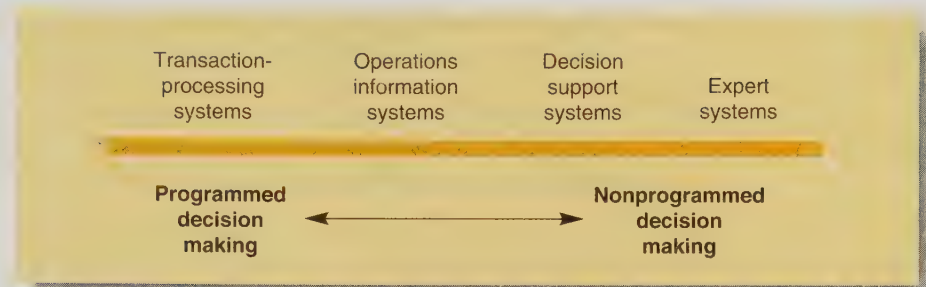 Transaction-
processing
systems
Operations
information
systems
Decision
support
systems
Expert
systems
Programmed
decision
making
Nonprogrammed
decision
making